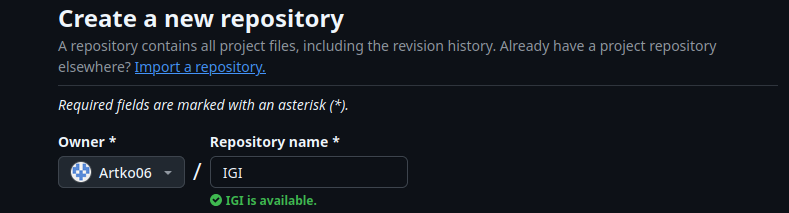 Create a new repository
A repository contains all project files, including the revision history. Already have a project repository
elsewhere? Import a repository.
Required fields are marked with an asterisk (*).
Owner *
Repository name *
Artko06
/
IGI
IGI is available.